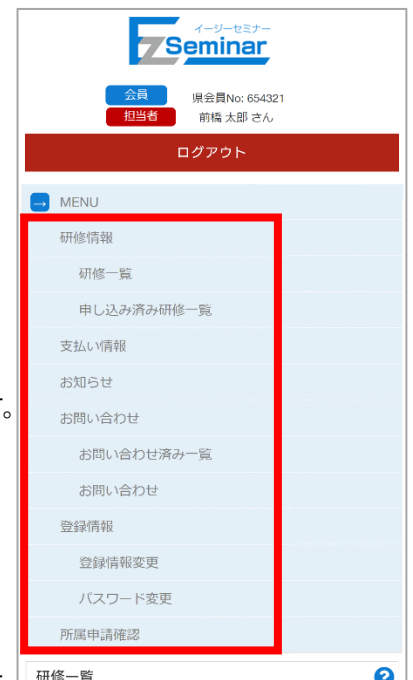 イージーセミナー
EZSeminar
会員 県会員No: 654321
担当者 前橋 太郎 さん
ログアウト
→ MENU
研修情報
研修一覧
申し込み済み研修一覧
支払い情報
お知らせ
。
お問い合わせ
お問い合わせ済み一覧
お問い合わせ
登録情報
登録情報変更
パスワード変更
所属申請確認
研修一覧 ?